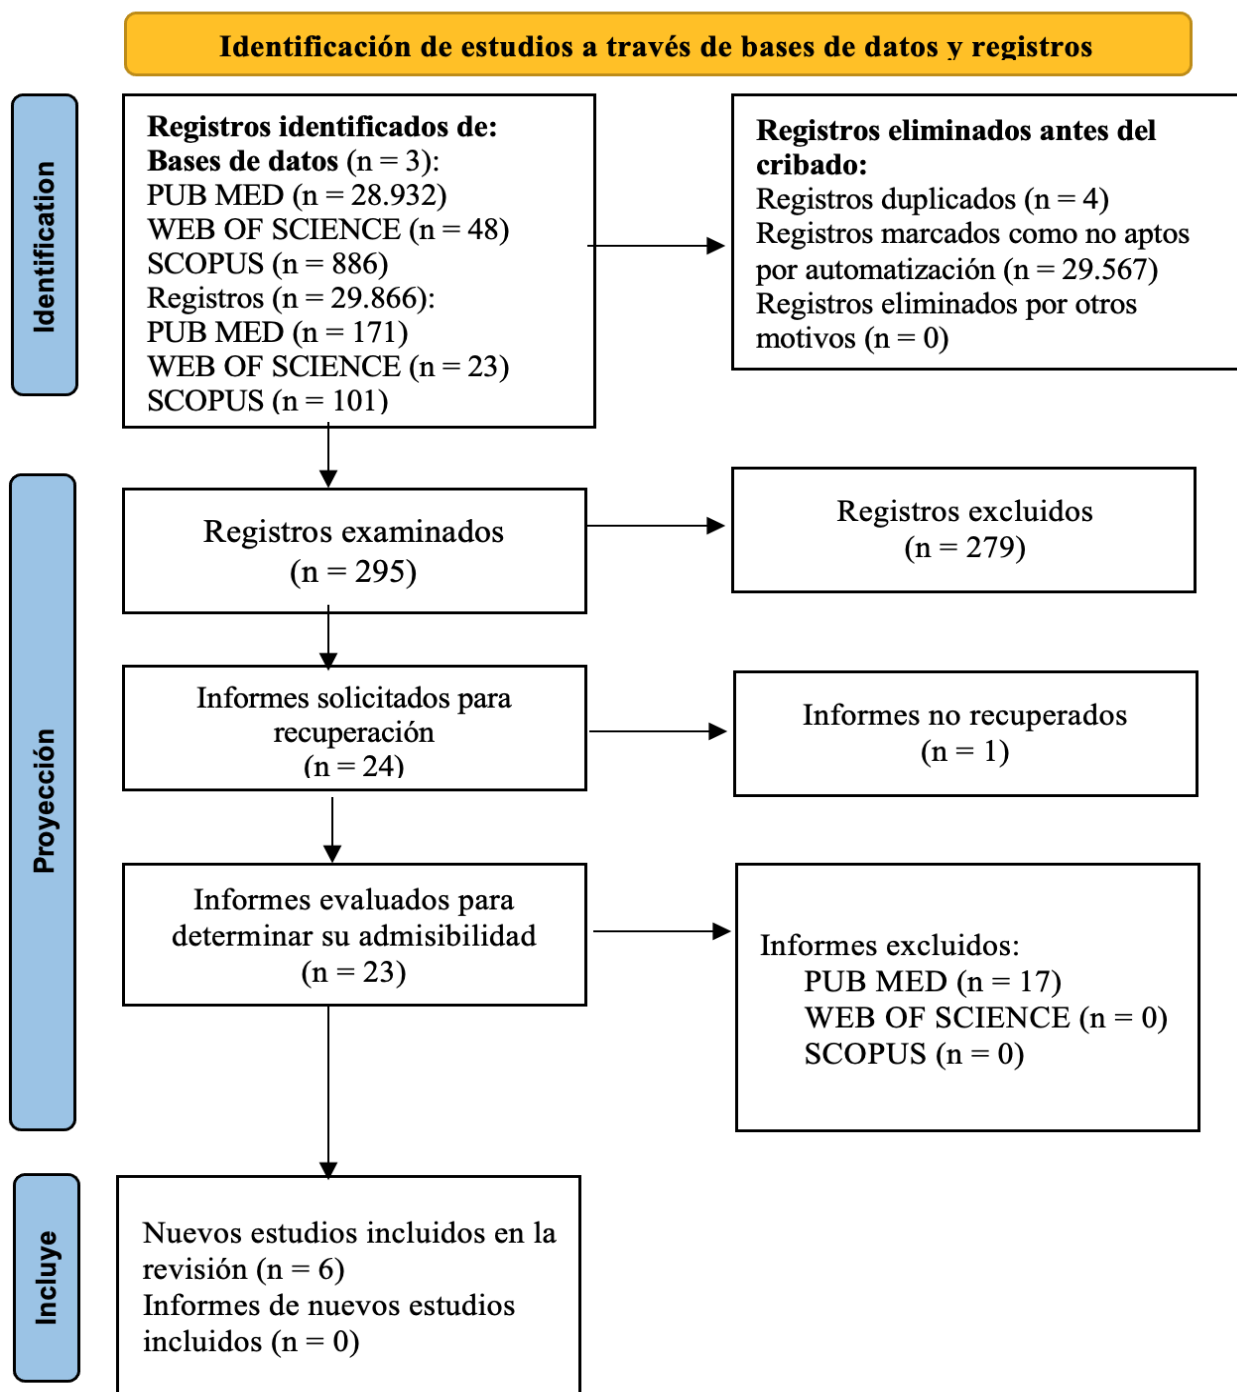 Identificación de estudios a través de bases de datos y registros
Identification
Registros identificados de:
Bases de datos (n = 3):
PUB MED (n = 28.932)
WEB OF SCIENCE (n = 48)
SCOPUS (n = 886)
Registros (n = 29.866):
PUB MED (n = 171)
WEB OF SCIENCE (n = 23)
SCOPUS (n = 101)
Registros eliminados antes del
cribado:
Registros duplicados (n = 4)
Registros marcados como no aptos
por automatización (n = 29.567)
Registros eliminados por otros
motivos (n = 0)
Proyección
Registros examinados
(n = 295)
Registros excluidos
(n = 279)
Informes solicitados para
recuperación
(n = 24)
Informes no recuperados
(n = 1)
Informes evaluados para
determinar su admisibilidad
(n = 23)
Informes excluidos:
PUB MED (n = 17)
WEB OF SCIENCE (n = 0)
SCOPUS (n = 0)
Incluye
Nuevos estudios incluidos en la
revisión (n = 6)
Informes de nuevos estudios
incluidos (n = 0)